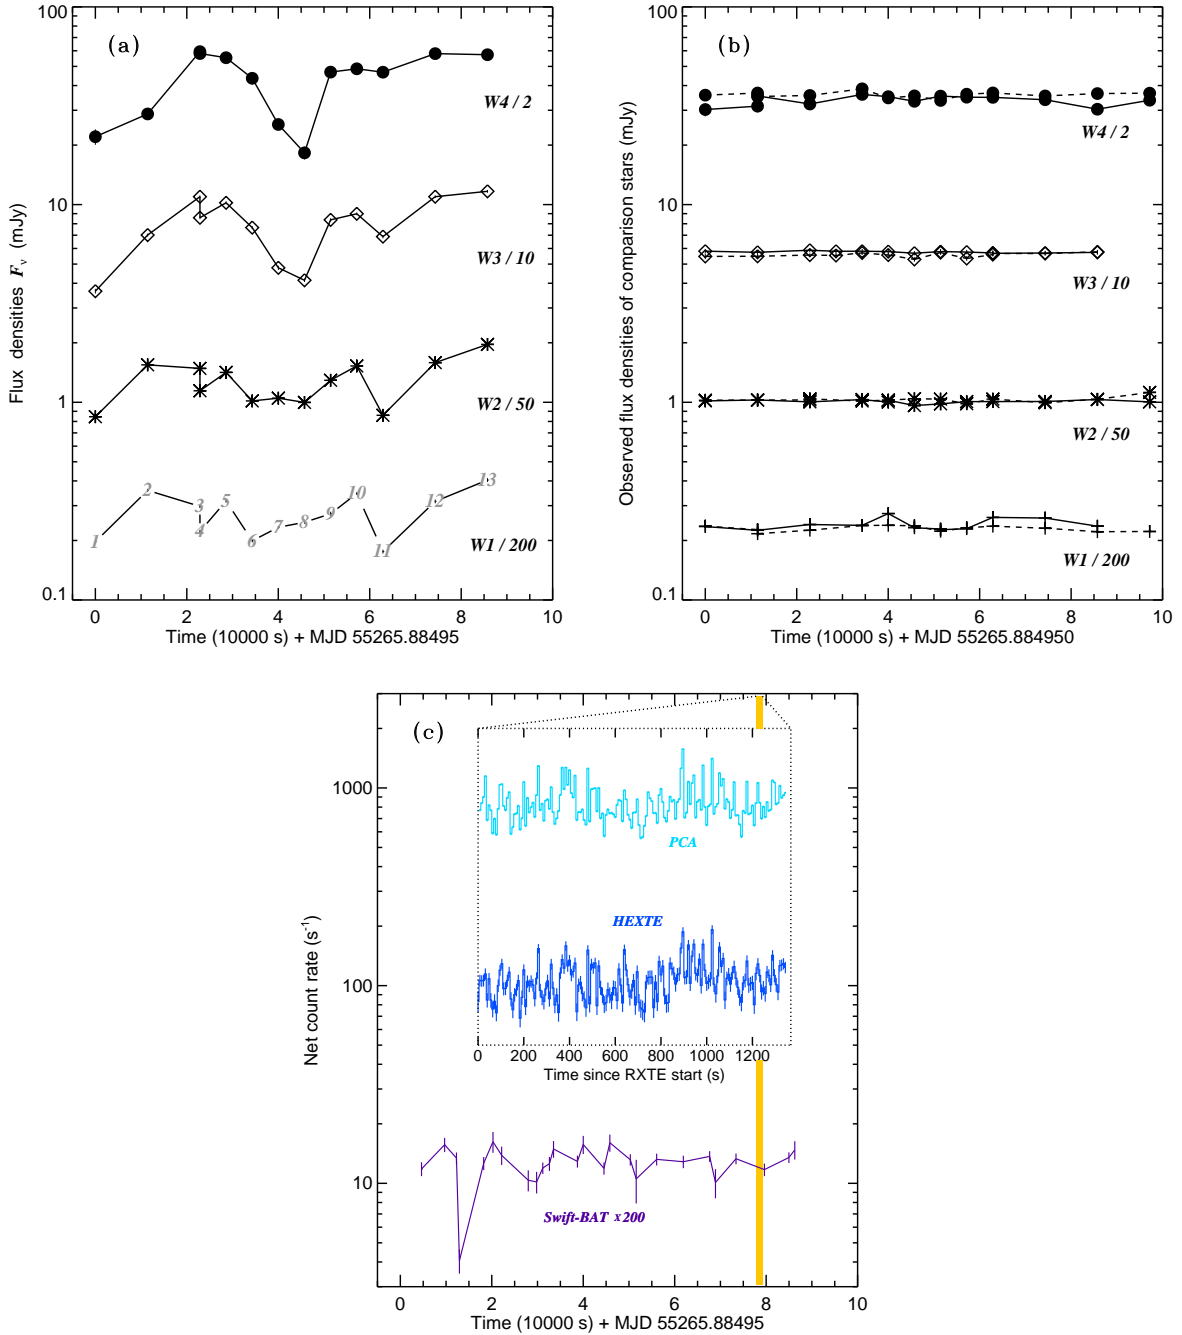 (a)
100
10
1
0.1
Flux densities Fν (mJy)
W4 / 2
W3 / 10
W2 / 50
W1 / 200
1 2 3 4 5 6 7 8 9 10 11 12 13
0 2 4 6 8 10
Time (10000 s) + MJD 55265.88495
(b)
100
10
1
0.1
Observed flux densities of comparison stars (mJy)
W4 / 2
W3 / 10
W2 / 50
W1 / 200
0 2 4 6 8 10
Time (10000 s) + MJD 55265.884950
(c)
1000
100
10
Net count rate (s⁻¹)
PCA
HEXTE
0 200 400 600 800 1000 1200
Time since RXTE start (s)
Swift-BAT x 200
0 2 4 6 8 10
Time (10000 s) + MJD 55265.88495